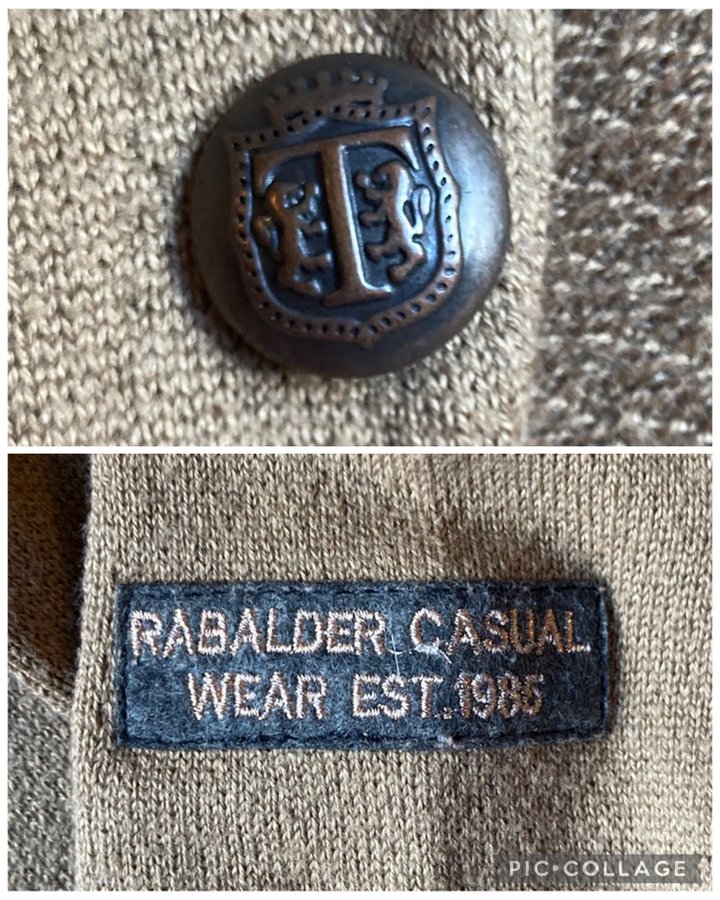 T
RABALDER CASUAL
WEAR EST. 1985
PIC•COLLAGE